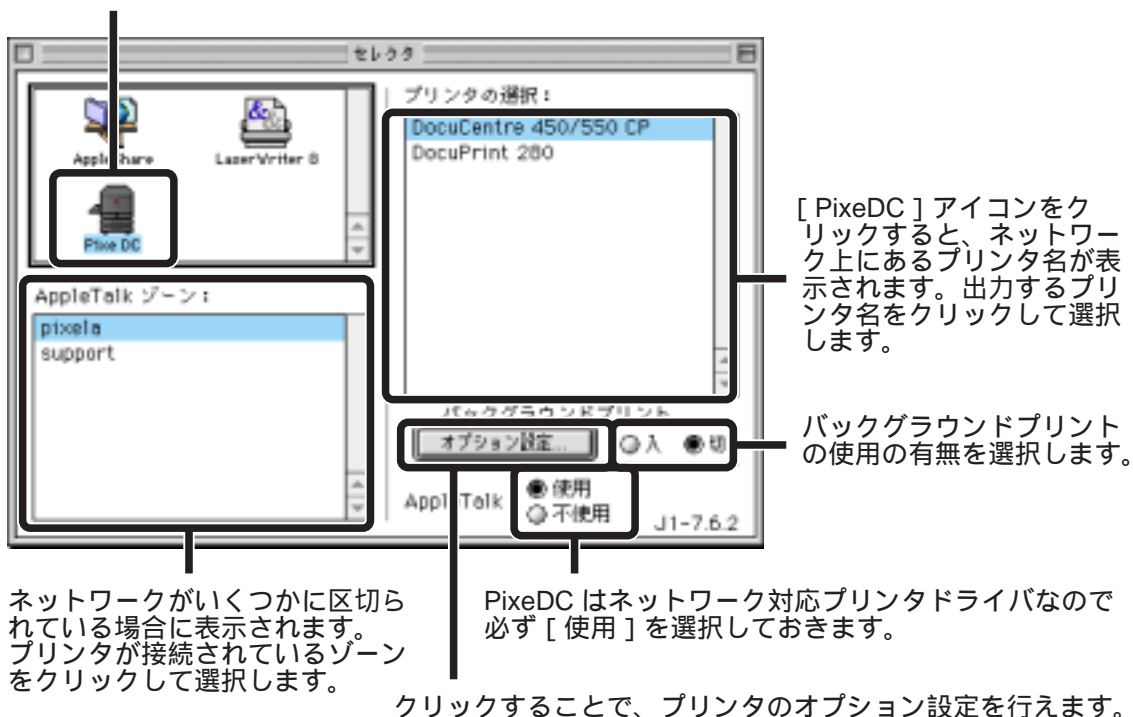 セレクタ
AppleShare
LaserWriter 8
Pixe DC
プリンタの選択：
DocuCentre 450/550 CP
DocuPrint 280
[ PixeDC ] アイコンをク
リックすると、ネットワー
ク上にあるプリンタ名が表
示されます。出力するプリ
ンタ名をクリックして選択
します。
AppleTalk ゾーン：
pixela
support
バックグラウンドプリント
オプション設定...
入 切
バックグラウンドプリント
の使用の有無を選択します。
AppleTalk
使用
不使用
J1-7.6.2
ネットワークがいくつかに区切ら
れている場合に表示されます。
プリンタが接続されているゾーン
をクリックして選択します。
PixeDC はネットワーク対応プリンタドライバなので
必ず [ 使用 ] を選択しておきます。
クリックすることで、プリンタのオプション設定を行えます。